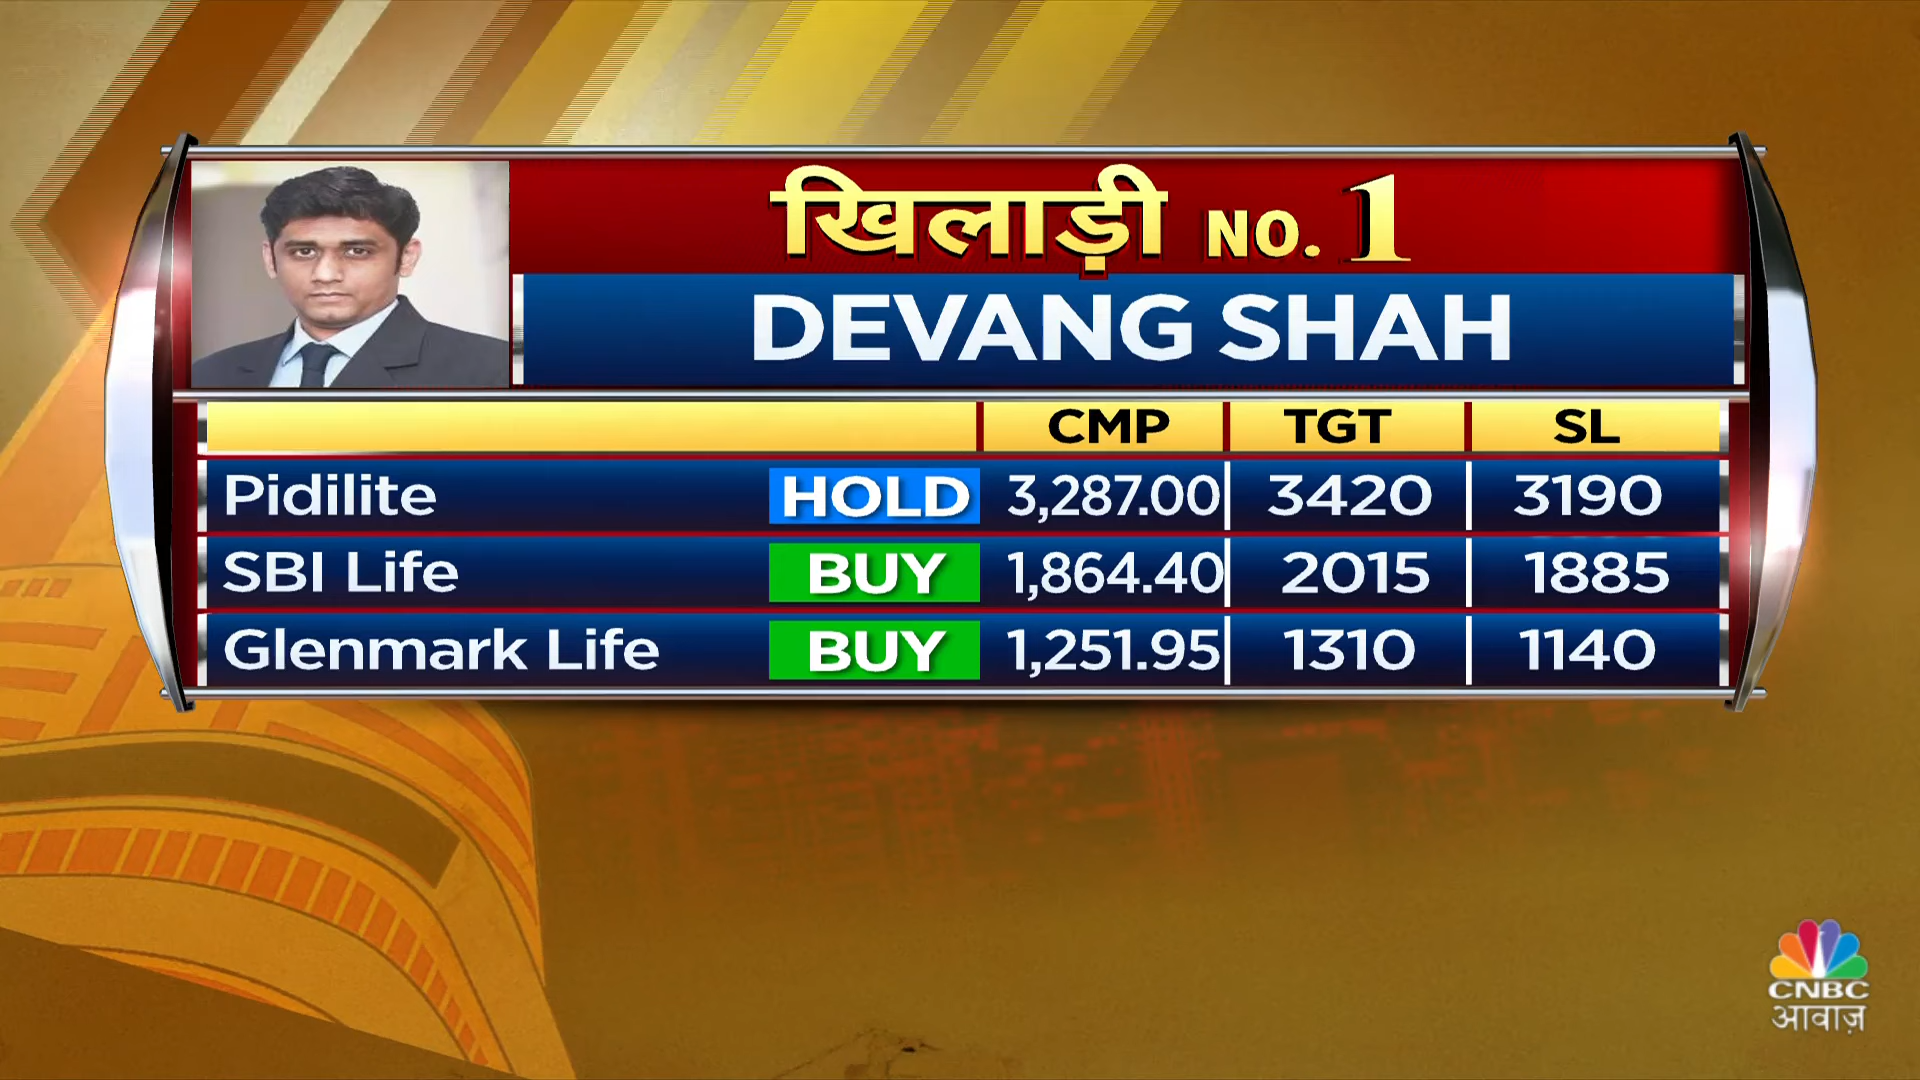 खिलाड़ी NO. 1
DEVANG SHAH
CMP TGT SL
Pidilite HOLD 3,287.00 3420 3190
SBI Life BUY 1,864.40 2015 1885
Glenmark Life BUY 1,251.95 1310 1140
CNBC
आवाज़